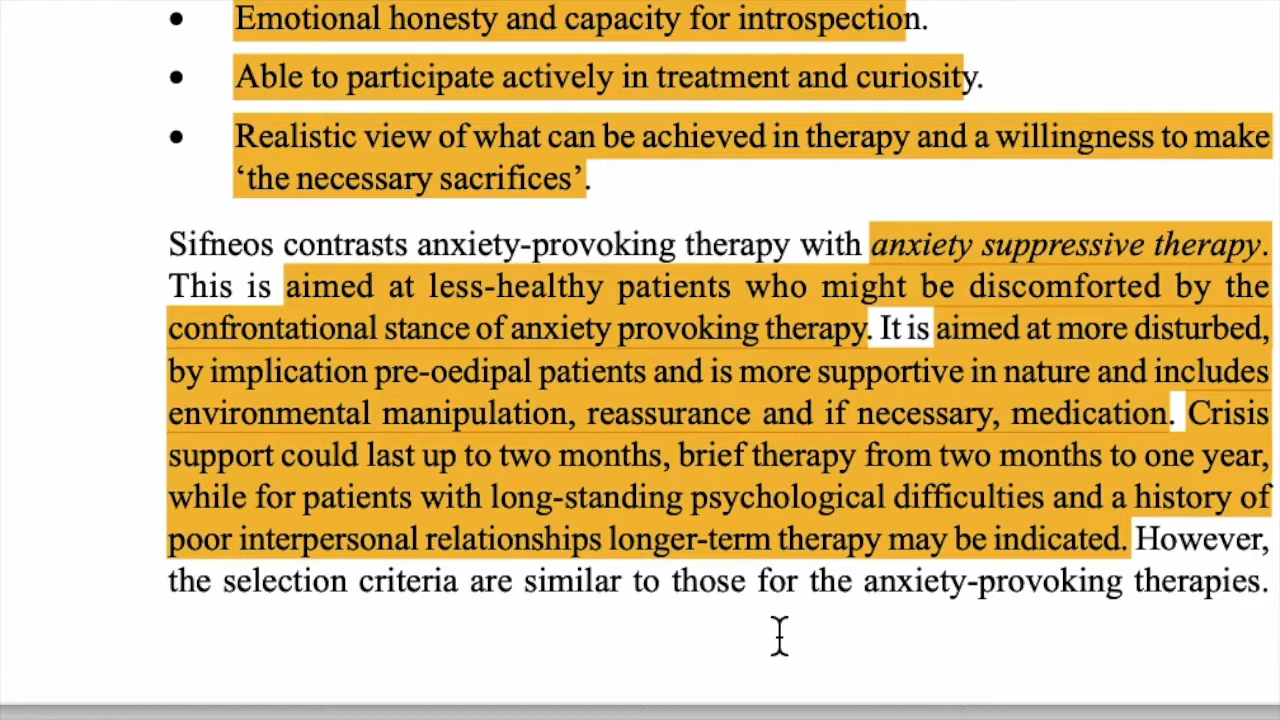 • Emotional honesty and capacity for introspection.
• Able to participate actively in treatment and curiosity.
• Realistic view of what can be achieved in therapy and a willingness to make
‘the necessary sacrifices’.
Sifneos contrasts anxiety-provoking therapy with anxiety suppressive therapy.
This is aimed at less-healthy patients who might be discomforted by the
confrontational stance of anxiety provoking therapy. It is aimed at more disturbed,
by implication pre-oedipal patients and is more supportive in nature and includes
environmental manipulation, reassurance and if necessary, medication. Crisis
support could last up to two months, brief therapy from two months to one year,
while for patients with long-standing psychological difficulties and a history of
poor interpersonal relationships longer-term therapy may be indicated. However,
the selection criteria are similar to those for the anxiety-provoking therapies.